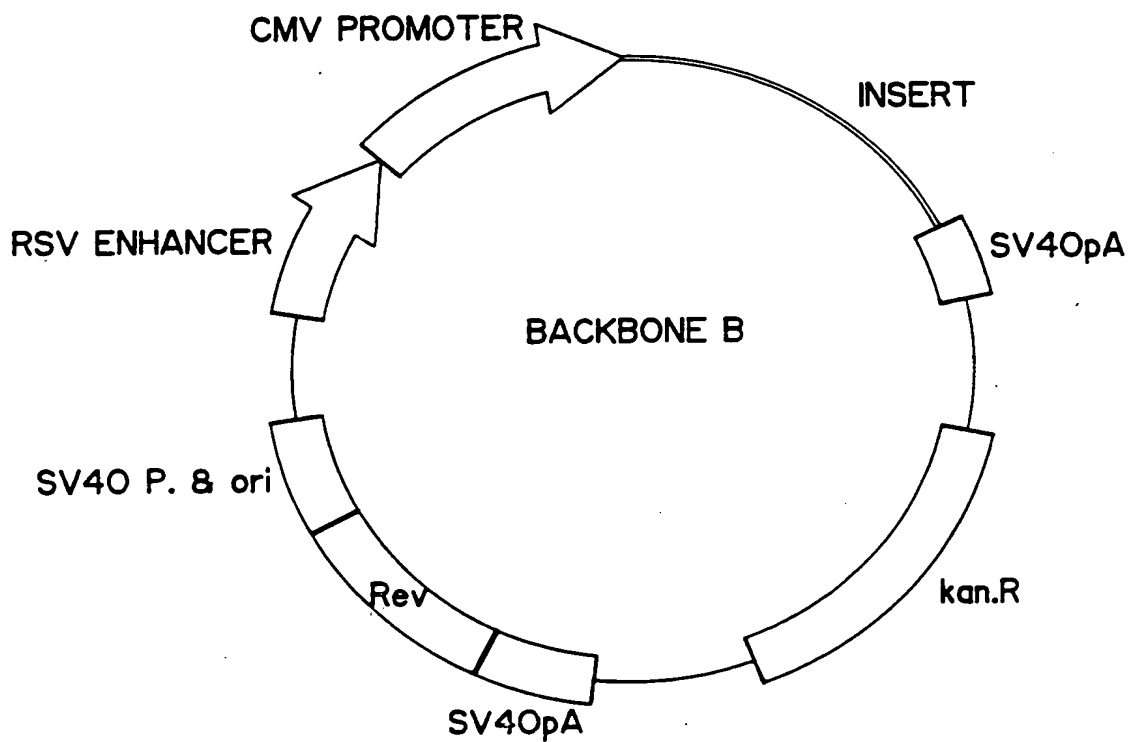 CMV PROMOTER
INSERT
RSV ENHANCER
SV40pA
BACKBONE B
SV40 P. & ori
Rev
kan.R
SV40pA